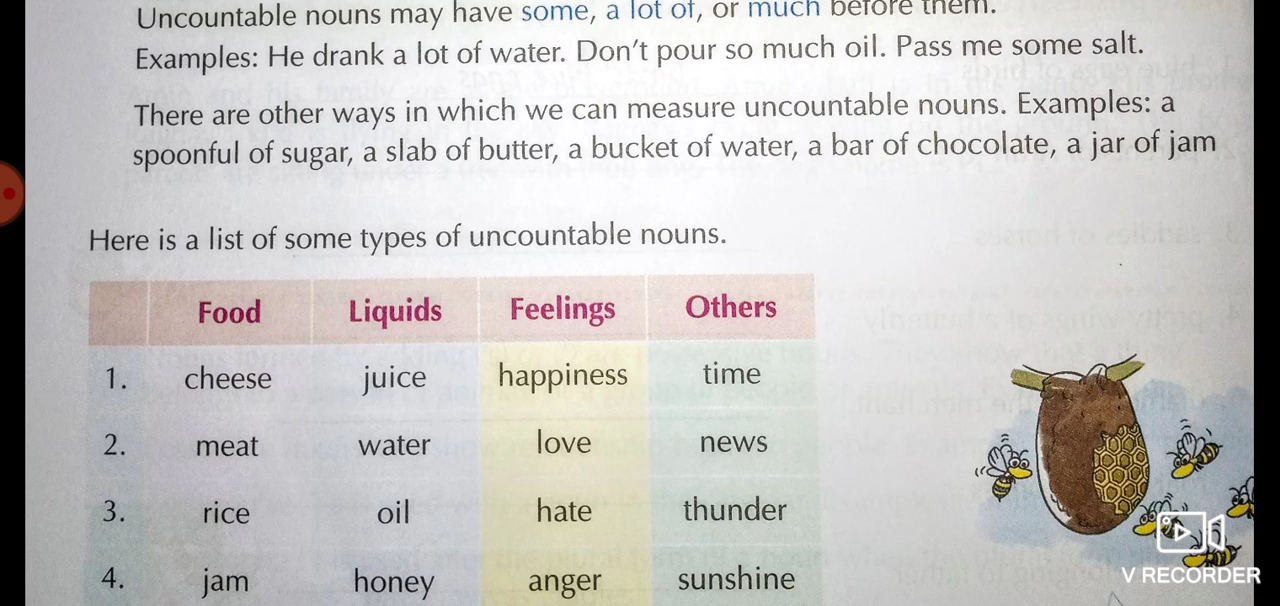 Uncountable nouns may have some, a lot of, or much before them.
Examples: He drank a lot of water. Don't pour so much oil. Pass me some salt.
There are other ways in which we can measure uncountable nouns. Examples: a
spoonful of sugar, a slab of butter, a bucket of water, a bar of chocolate, a jar of jam
Here is a list of some types of uncountable nouns.
Food Liquids Feelings Others
1. cheese juice happiness time
2. meat water love news
3. rice oil hate thunder
4. jam honey anger sunshine
V RECORDER